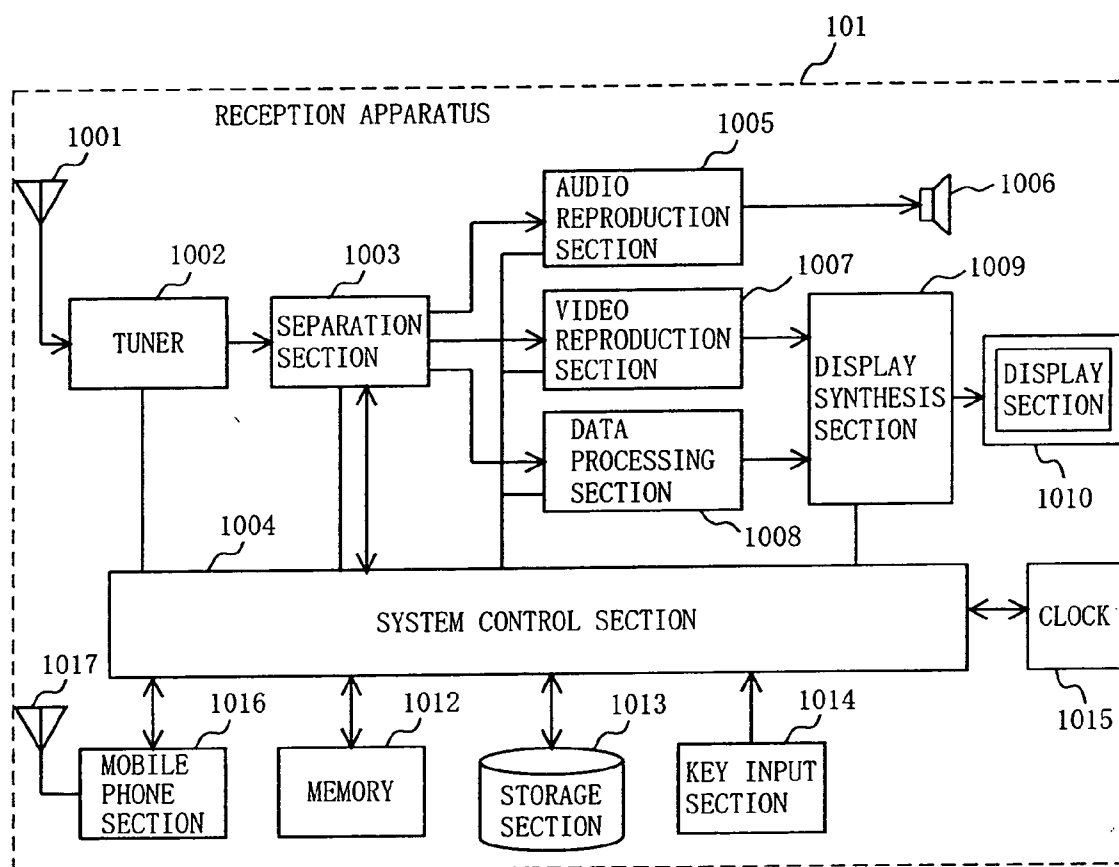 101
RECEPTION APPARATUS
1001
1005
AUDIO
REPRODUCTION
SECTION
1006
1002
TUNER
1003
SEPARATION
SECTION
1007
VIDEO
REPRODUCTION
SECTION
1009
DISPLAY
SYNTHESIS
SECTION
DISPLAY
SECTION
1010
DATA
PROCESSING
SECTION
1008
1004
SYSTEM CONTROL SECTION
CLOCK
1015
1017
1016
MOBILE
PHONE
SECTION
1012
MEMORY
1013
STORAGE
SECTION
1014
KEY INPUT
SECTION